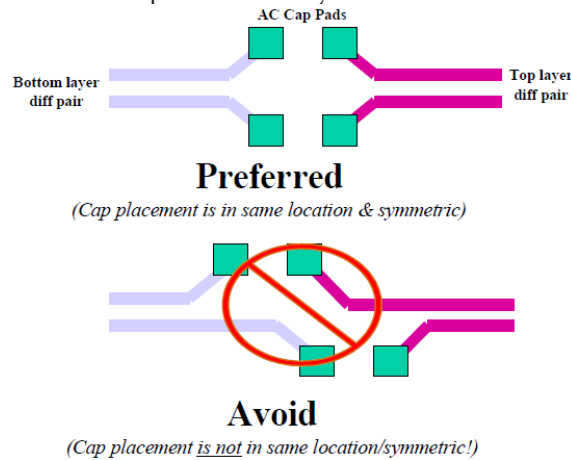 AC Cap Pads
Bottom layer
diff pair
Top layer
diff pair
Preferred
(Cap placement is in same location & symmetric)
Avoid
(Cap placement is not in same location/symmetric!)